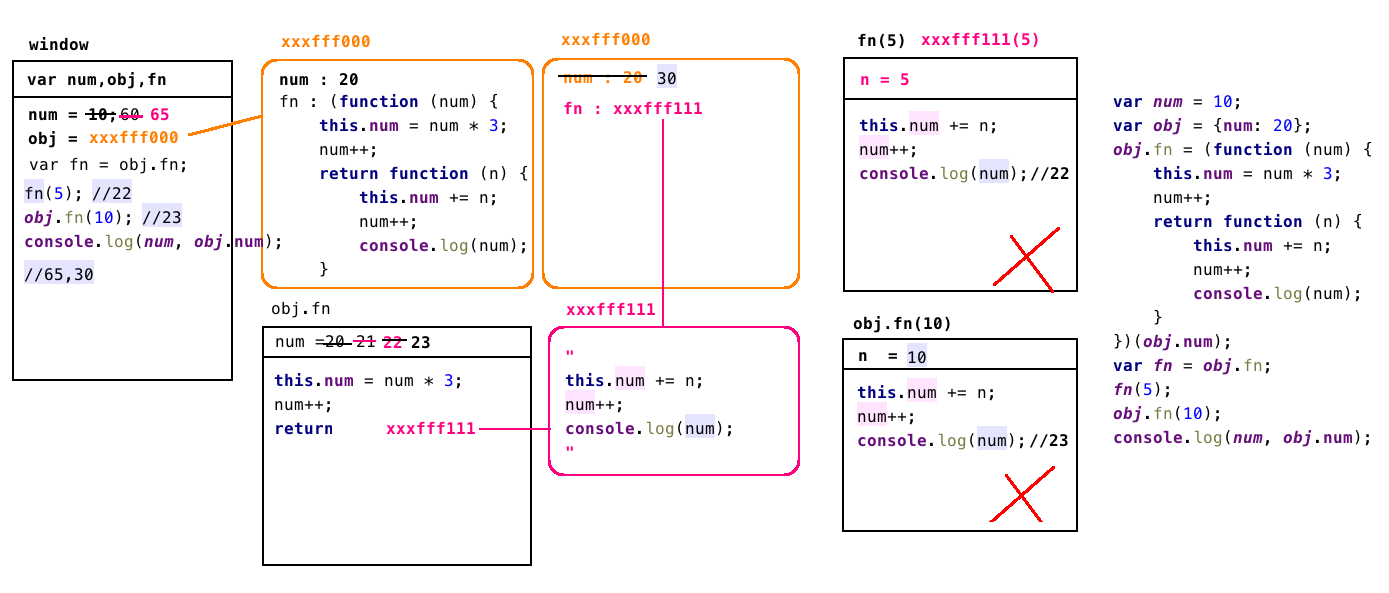 window
var num,obj,fn
num = 10; 60 65
obj = xxxfff000
var fn = obj.fn;
fn(5); //22
obj.fn(10); //23
console.log(num, obj.num);
//65,30
xxxfff000
num : 20
fn : (function (num) {
this.num = num * 3;
num++;
return function (n) {
this.num += n;
num++;
console.log(num);
}
xxxfff000
num : 20 30
fn : xxxfff111
obj.fn
num =20 21 22 23
this.num = num * 3;
num++;
return xxxfff111
xxxfff111
"
this.num += n;
num++;
console.log(num);
"
fn(5) xxxfff111(5)
n = 5
this.num += n;
num++;
console.log(num);//22
obj.fn(10)
n = 10
this.num += n;
num++;
console.log(num);//23
var num = 10;
var obj = {num: 20};
obj.fn = (function (num) {
this.num = num * 3;
num++;
return function (n) {
this.num += n;
num++;
console.log(num);
}
})(obj.num);
var fn = obj.fn;
fn(5);
obj.fn(10);
console.log(num, obj.num);